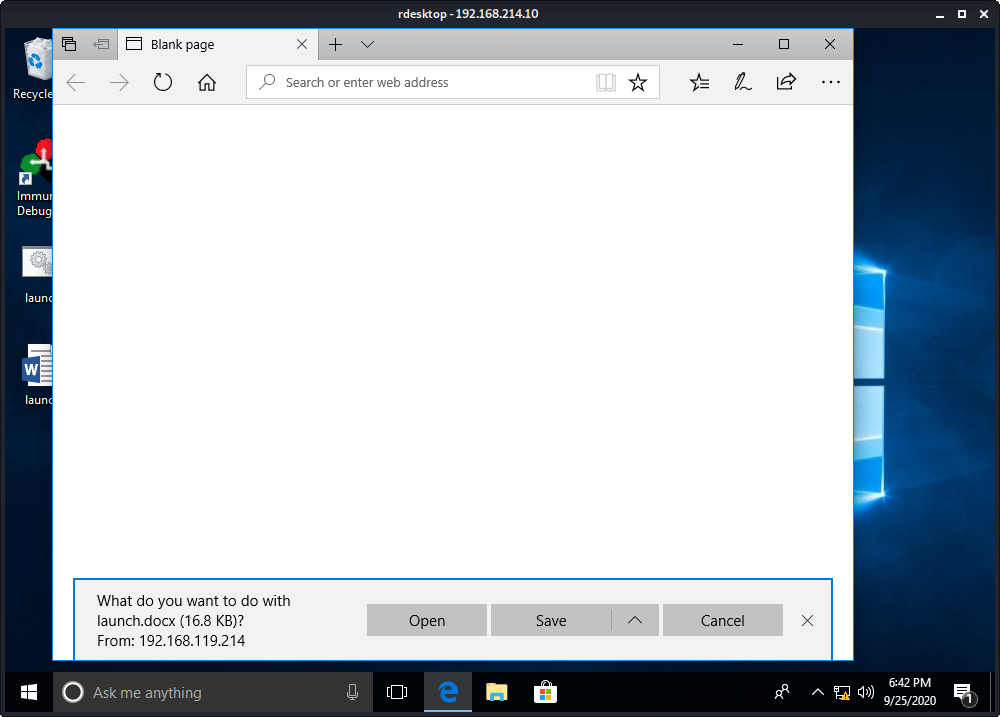 rdesktop - 192.168.214.10
Blank page
Recycle
Search or enter web address
Immu
Debug
launc
W
launc
What do you want to do with
launch.docx (16.8 KB)?
From: 192.168.119.214
Open
Save
Cancel
Ask me anything
6:42 PM
9/25/2020
1